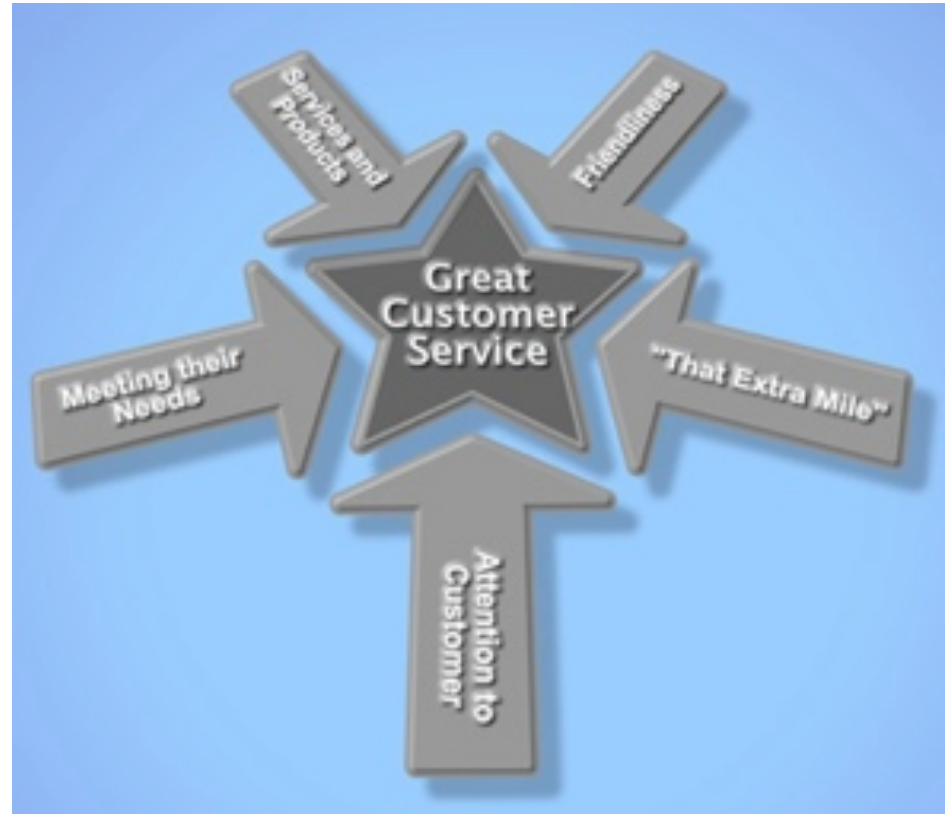 Services and
Products
Friendliness
Great
Customer
Service
Meeting their
Needs
"That Extra Mile"
Attention to
Customer